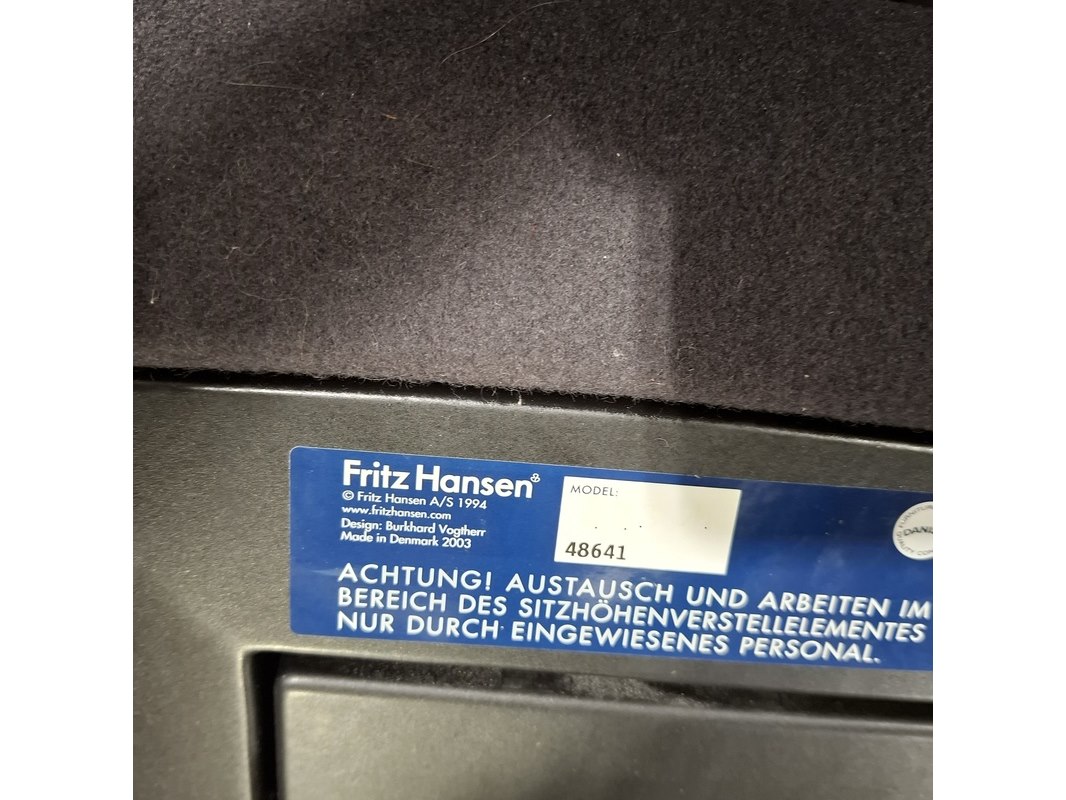 Fritz Hansen
© Fritz Hansen A/S 1994
www.fritzhansen.com
Design: Burkhard Vogtherr
Made in Denmark 2003
MODEL:
48641
ACHTUNG! AUSTAUSCH UND ARBEITEN IM
BEREICH DES SITZHÖHENVERSTELLELEMENTES
NUR DURCH EINGEWIESENES PERSONAL.